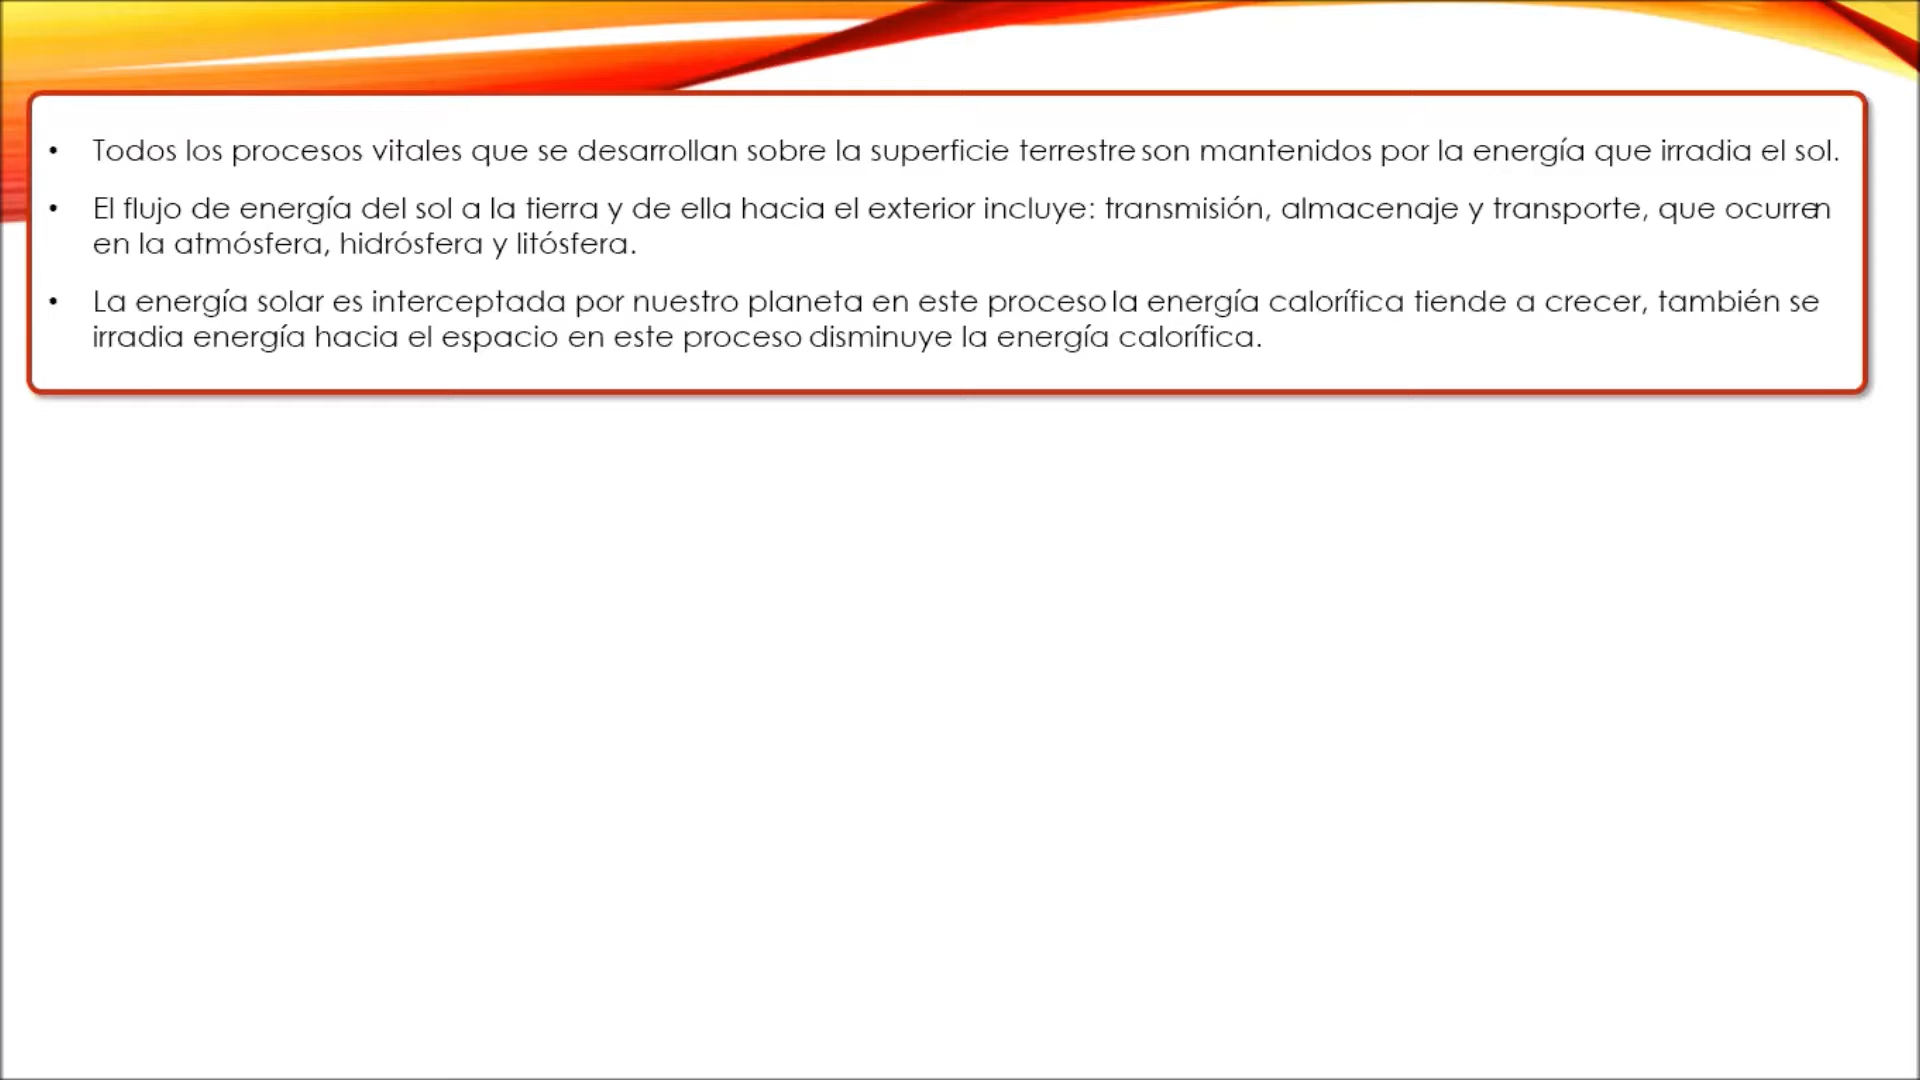 • Todos los procesos vitales que se desarrollan sobre la superficie terrestre son mantenidos por la energía que irradia el sol.
• El flujo de energía del sol a la tierra y de ella hacia el exterior incluye: transmisión, almacenaje y transporte, que ocurren
en la atmósfera, hidrósfera y litósfera.
• La energía solar es interceptada por nuestro planeta en este proceso la energía calorífica tiende a crecer, también se
irradia energía hacia el espacio en este proceso disminuye la energía calorífica.